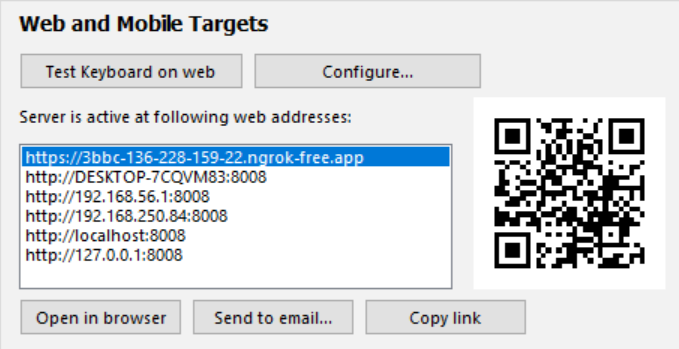 Web and Mobile Targets
Test Keyboard on web
Configure...
Server is active at following web addresses:
https://3bbc-136-228-159-22.ngrok-free.app
http://DESKTOP-7CQVM83:8008
http://192.168.56.1:8008
http://192.168.250.84:8008
http://localhost:8008
http://127.0.0.1:8008
Open in browser
Send to email...
Copy link